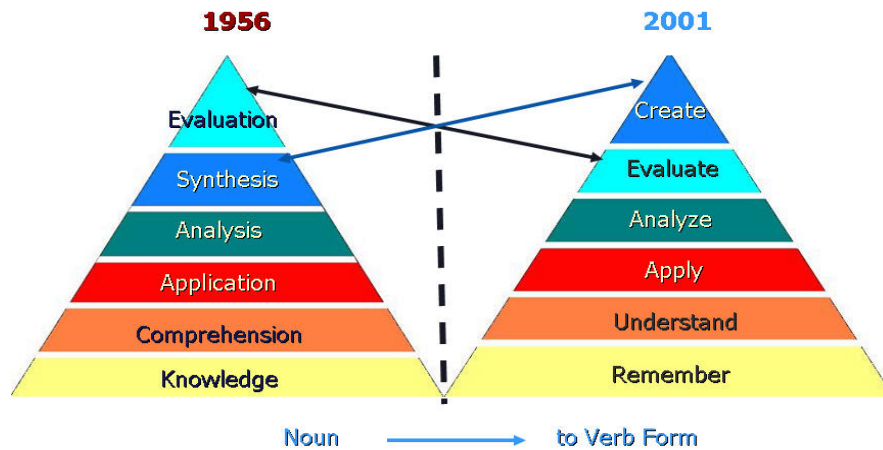 1956
2001
Evaluation
Synthesis
Analysis
Application
Comprehension
Knowledge
Create
Evaluate
Analyze
Apply
Understand
Remember
Noun to Verb Form